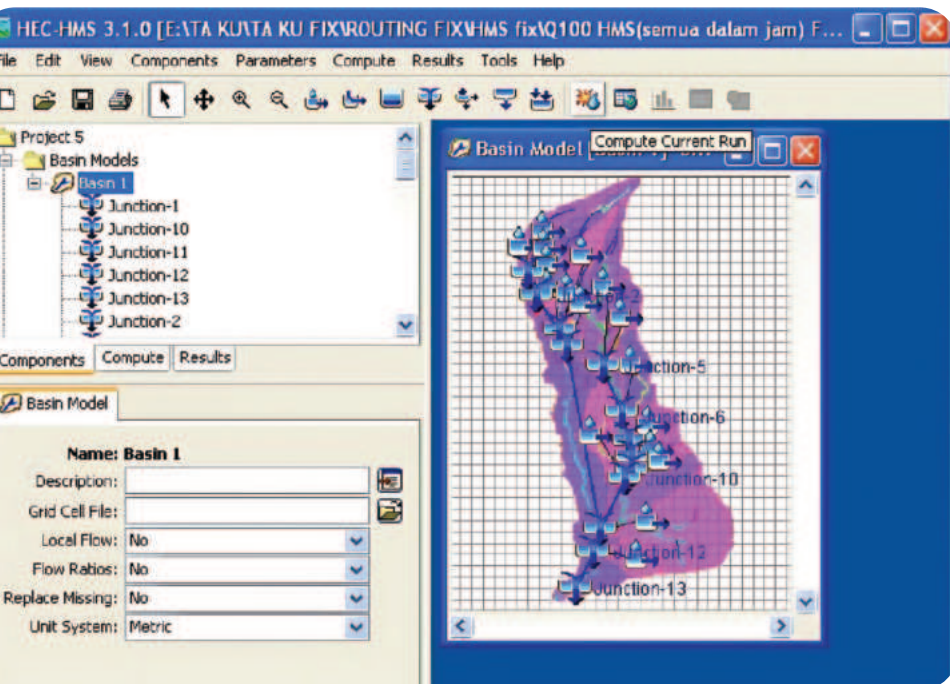 HEC-HMS 3.1.0 [E:\TA KU\TA KU FIX\ROUTING FIX\HMS fix\Q100 HMS(semua dalam jam) F...
File Edit View Components Parameters Compute Results Tools Help
Project 5
Basin Models
Basin 1
Junction-1
Junction-10
Junction-11
Junction-12
Junction-13
Junction-2
Components Compute Results
Basin Model
Name: Basin 1
Description:
Grid Cell File:
Local Flow: No
Flow Ratios: No
Replace Missing: No
Unit System: Metric
Basin Model
Compute Current Run
ction-5
ction-6
Junction-10
Junction-12
Junction-13